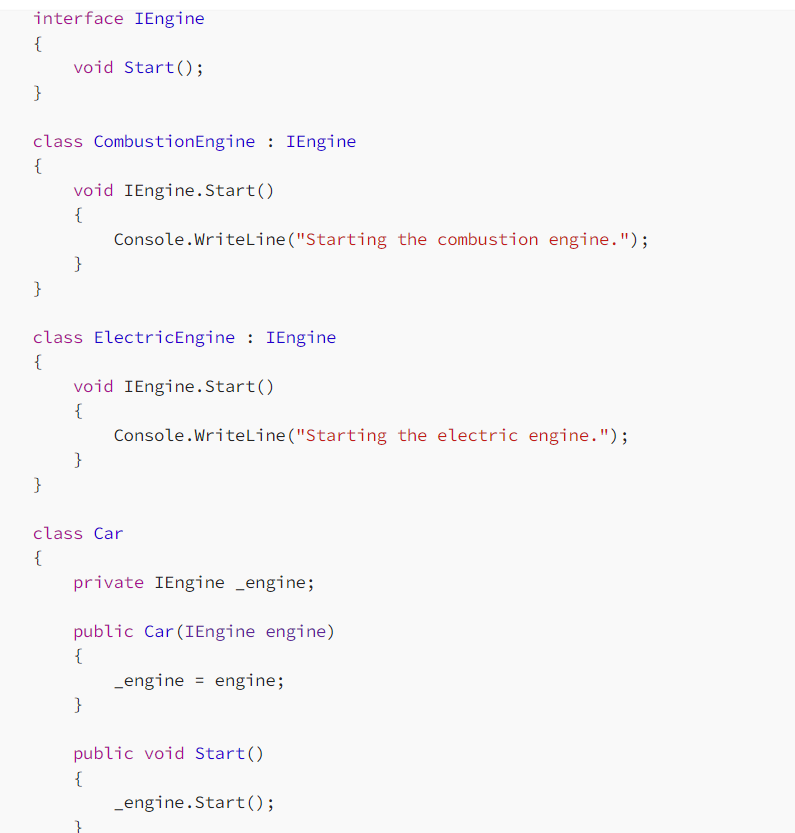 interface IEngine
{
    void Start();
}

class CombustionEngine : IEngine
{
    void IEngine.Start()
    {
        Console.WriteLine("Starting the combustion engine.");
    }
}

class ElectricEngine : IEngine
{
    void IEngine.Start()
    {
        Console.WriteLine("Starting the electric engine.");
    }
}

class Car
{
    private IEngine _engine;

    public Car(IEngine engine)
    {
        _engine = engine;
    }

    public void Start()
    {
        _engine.Start();
    }